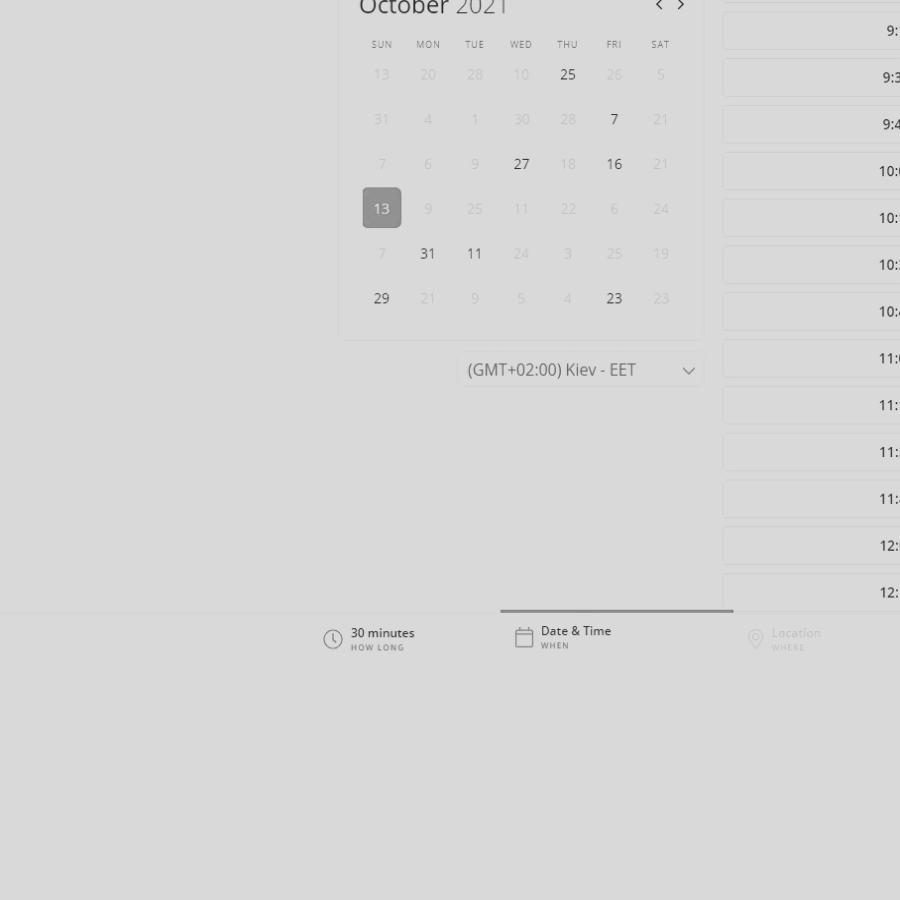 October 2021
SUN MON TUE WED THU FRI SAT
13 20 28 10 25 26 5
31 4 1 30 28 7 21
7 6 9 27 18 16 21
13 9 25 11 22 6 24
7 31 11 24 3 25 19
29 21 9 5 4 23 23
(GMT+02:00) Kiev - EET
9:
9:3
9:4
10:
10:
10:
10:
11:
11:
11:
11:
12:
12:
30 minutes
HOW LONG
Date & Time
WHEN
Location
WHERE